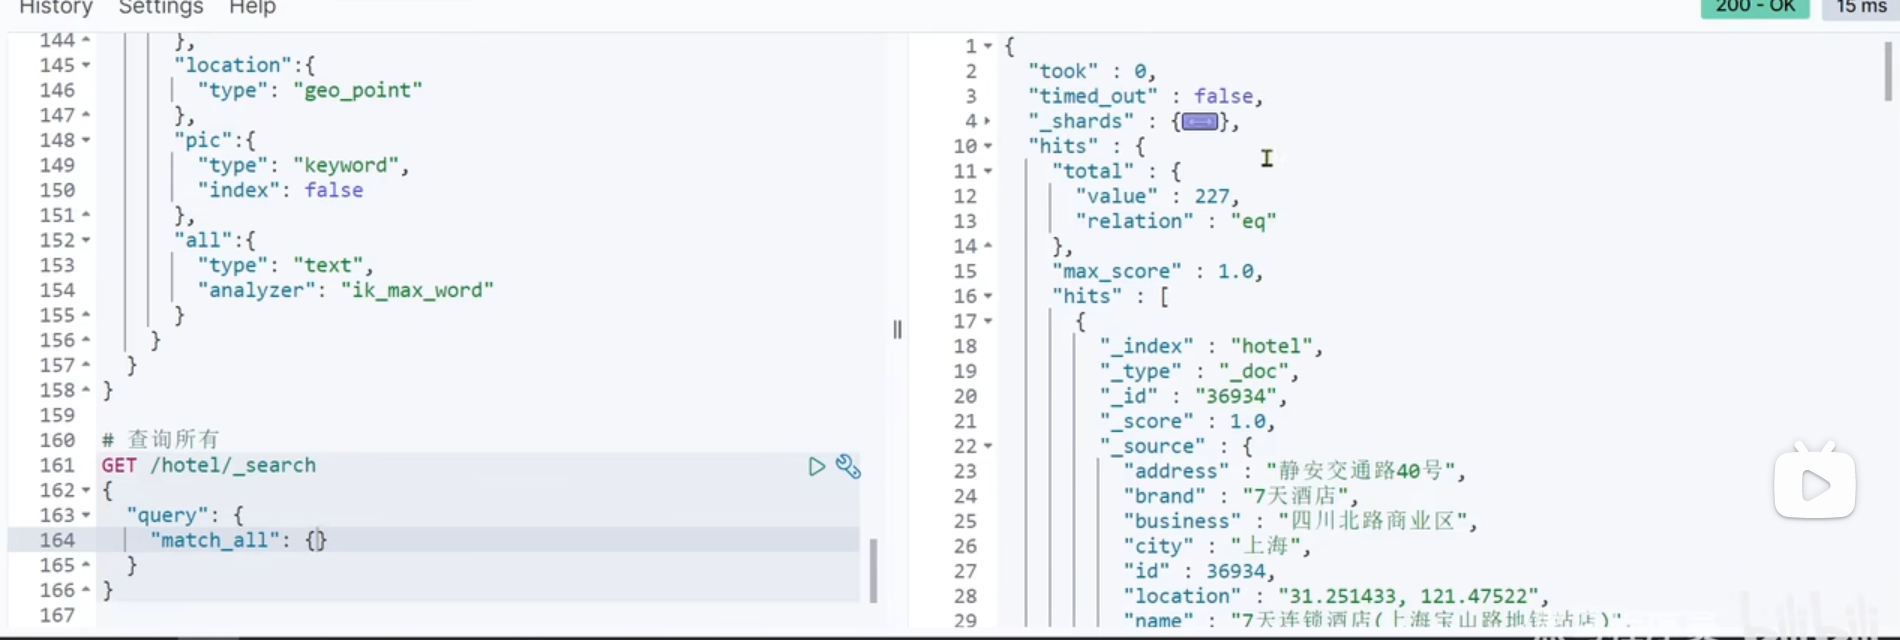 History Settings Help
200 - OK 15 ms
144 },
145 "location":{
146 "type": "geo_point"
147 },
148 "pic":{
149 "type": "keyword",
150 "index": false
151 },
152 "all":{
153 "type": "text",
154 "analyzer": "ik_max_word"
155 }
156 }
157 }
158 }
159
160 # 查询所有
161 GET /hotel/_search
162 {
163 "query": {
164 "match_all": {}
165 }
166 }
167
1 {
2 "took" : 0,
3 "timed_out" : false,
4 "_shards" : {},
10 "hits" : {
11 "total" : {
12 "value" : 227,
13 "relation" : "eq"
14 },
15 "max_score" : 1.0,
16 "hits" : [
17 {
18 "_index" : "hotel",
19 "_type" : "_doc",
20 "_id" : "36934",
21 "_score" : 1.0,
22 "_source" : {
23 "address" : "静安交通路40号",
24 "brand" : "7天酒店",
25 "business" : "四川北路商业区",
26 "city" : "上海",
27 "id" : 36934,
28 "location" : "31.251433, 121.47522",
29 "name" : "7天连锁酒店(上海宝山路地铁站店)",
bilibili